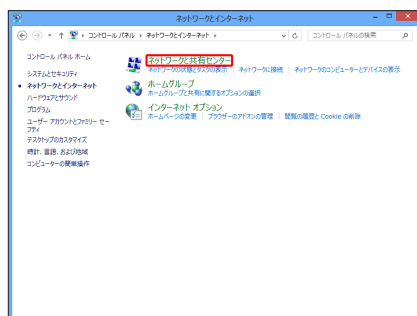 ネットワークとインターネット
コントロール パネル ▸ ネットワークとインターネット ▸
コントロール パネルの検索
コントロール パネル ホーム
システムとセキュリティ
ネットワークとインターネット
ハードウェアとサウンド
プログラム
ユーザー アカウントとファミリー セー
フティ
デスクトップのカスタマイズ
時計、言語、および地域
コンピューターの簡単操作
ネットワークと共有センター
ネットワークの状態とタスクの表示 | ネットワークに接続 | ネットワークのコンピューターとデバイスの表示
ホームグループ
ホームグループと共有に関するオプションの選択
インターネット オプション
ホームページの変更 | ブラウザーのアドオンの管理 | 閲覧の履歴と Cookie の削除